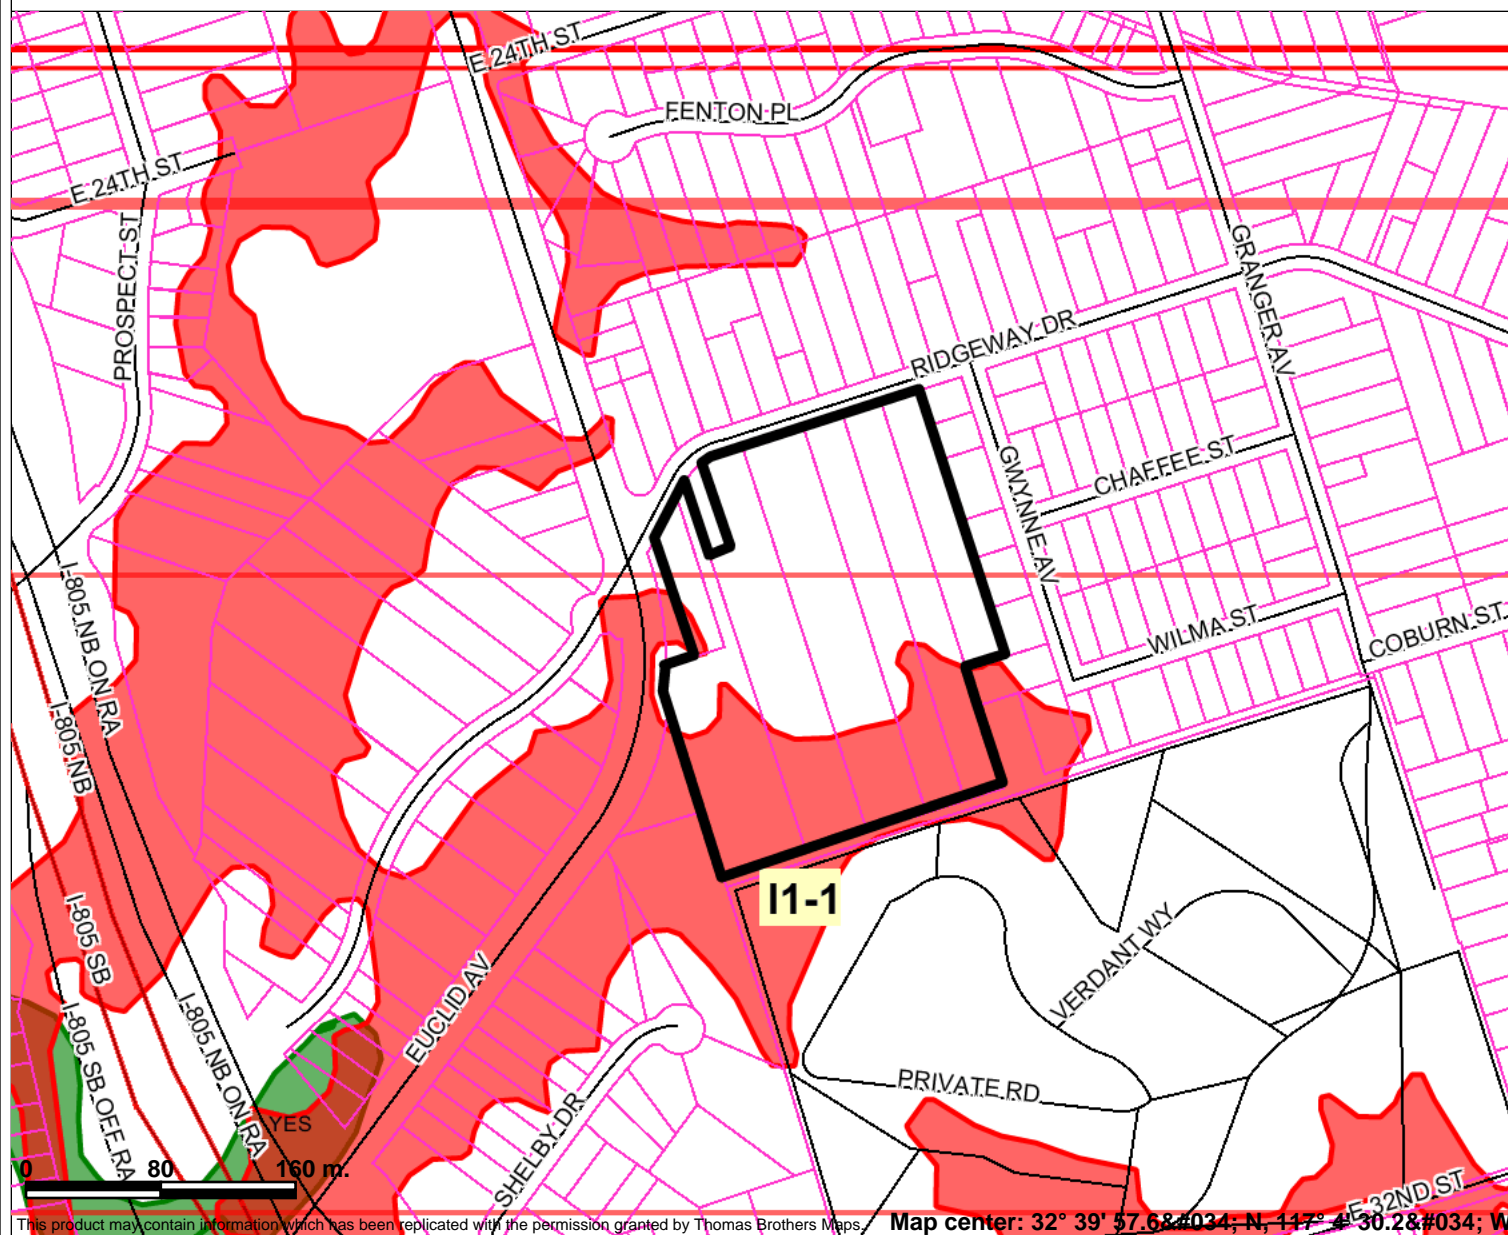 E 24TH ST
FENTON PL
E 24TH ST
PROSPECT ST
GRANGER AV
RIDGEWAY DR
CHAFFEE ST
GWYNNE AV
WILMA ST
COBURN ST
I-805 NB ON RA
I-805 NB
I-805 SB
I1-1
VERDANT WY
EUCLID AV
I-805 SB OFF RA
I-805 NB ON RA
PRIVATE RD
YES
SHELBY DR
0 80 160 m.
E 32ND ST
This product may contain information which has been replicated with the permission granted by Thomas Brothers Maps.
Map center: 32° 39' 57.6&#034; N, 117° 4' 30.2&#034; W